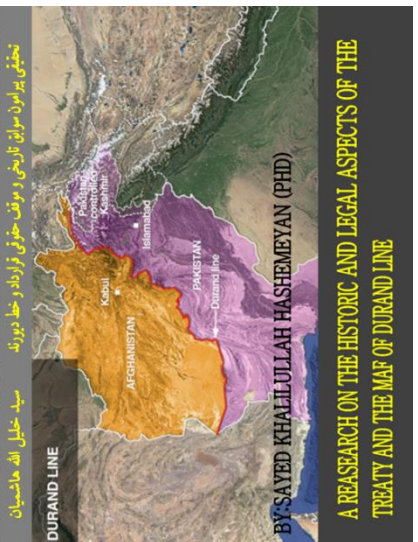 تحقیقی پیرامون سوابق تاریخی و موقف حقوقی قرارداد و خط دیورند
سید خلیل الله هاشمیان
DURAND LINE
Pakistan
controlled
Kashmir
Kabul
Islamabad
AFGHANISTAN
PAKISTAN
Durand line
BY:SAYED KHALILULLAH HASHEMEYAN (PHD)
A REASEARCH ON THE HISTORIC AND LEGAL ASPECTS OF THE
TREATY AND THE MAF OF DURAND LINE